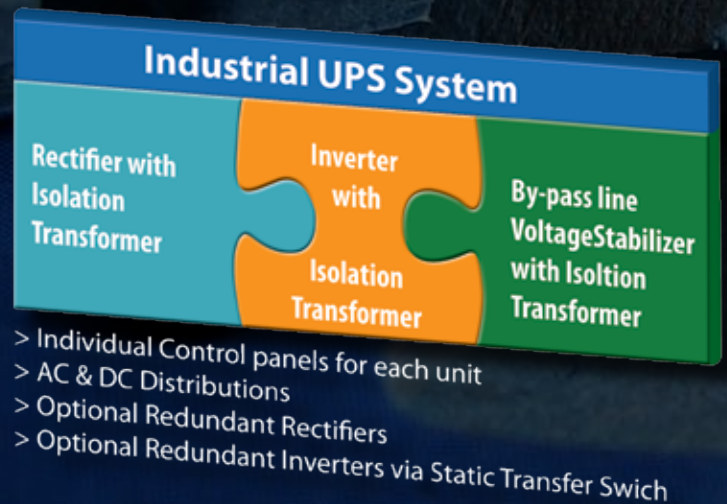 Industrial UPS System
Rectifier with
Isolation
Transformer
Inverter
with
Isolation
Transformer
By-pass line
VoltageStabilizer
with Isoltion
Transformer
> Individual Control panels for each unit
> AC & DC Distributions
> Optional Redundant Rectifiers
> Optional Redundant Inverters via Static Transfer Swich